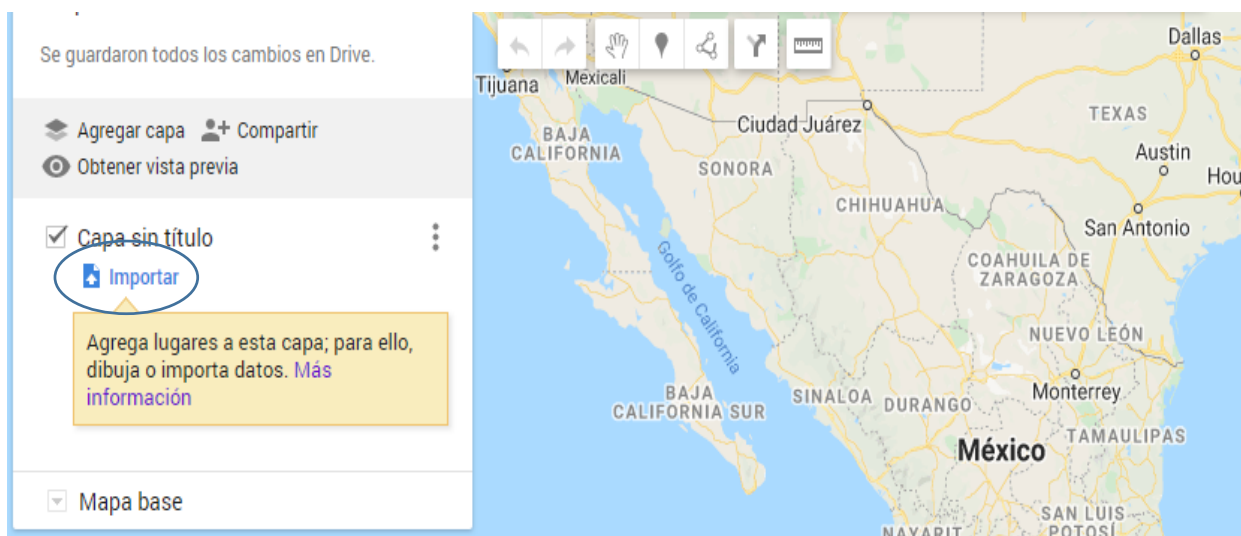 Se guardaron todos los cambios en Drive.
Agregar capa Compartir
Obtener vista previa
Capa sin título
Importar
Agrega lugares a esta capa; para ello,
dibuja o importa datos. Más
información
Mapa base
Dallas
Tijuana
Mexicali
Ciudad Juárez
TEXAS
BAJA
CALIFORNIA
SONORA
Austin
Hou
CHIHUAHUA
San Antonio
Golfo de California
COAHUILA DE
ZARAGOZA
NUEVO LEÓN
Monterrey
BAJA
CALIFORNIA SUR
SINALOA
DURANGO
México
TAMAULIPAS
SAN LUIS
POTOSÍ
NAYARIT